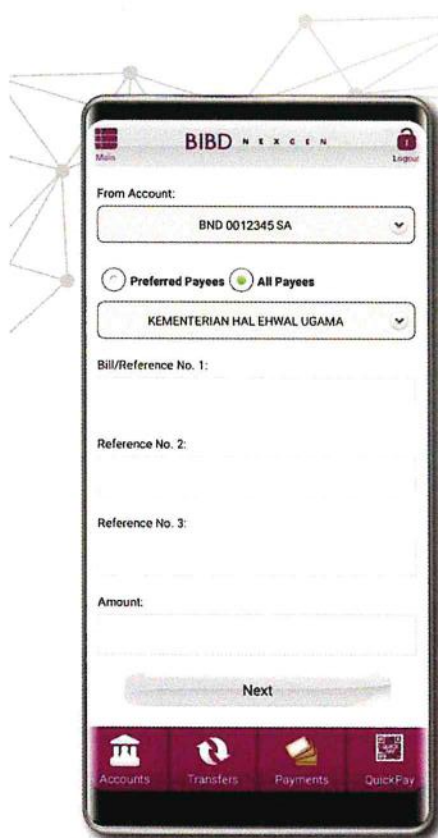 BIBD NEXGEN
Main
Logout
From Account:
BND 0012345 SA
Preferred Payees All Payees
KEMENTERIAN HAL EHWAL UGAMA
Bill/Reference No. 1:
Reference No. 2:
Reference No. 3:
Amount:
Next
Accounts Transfers Payments QuickPay